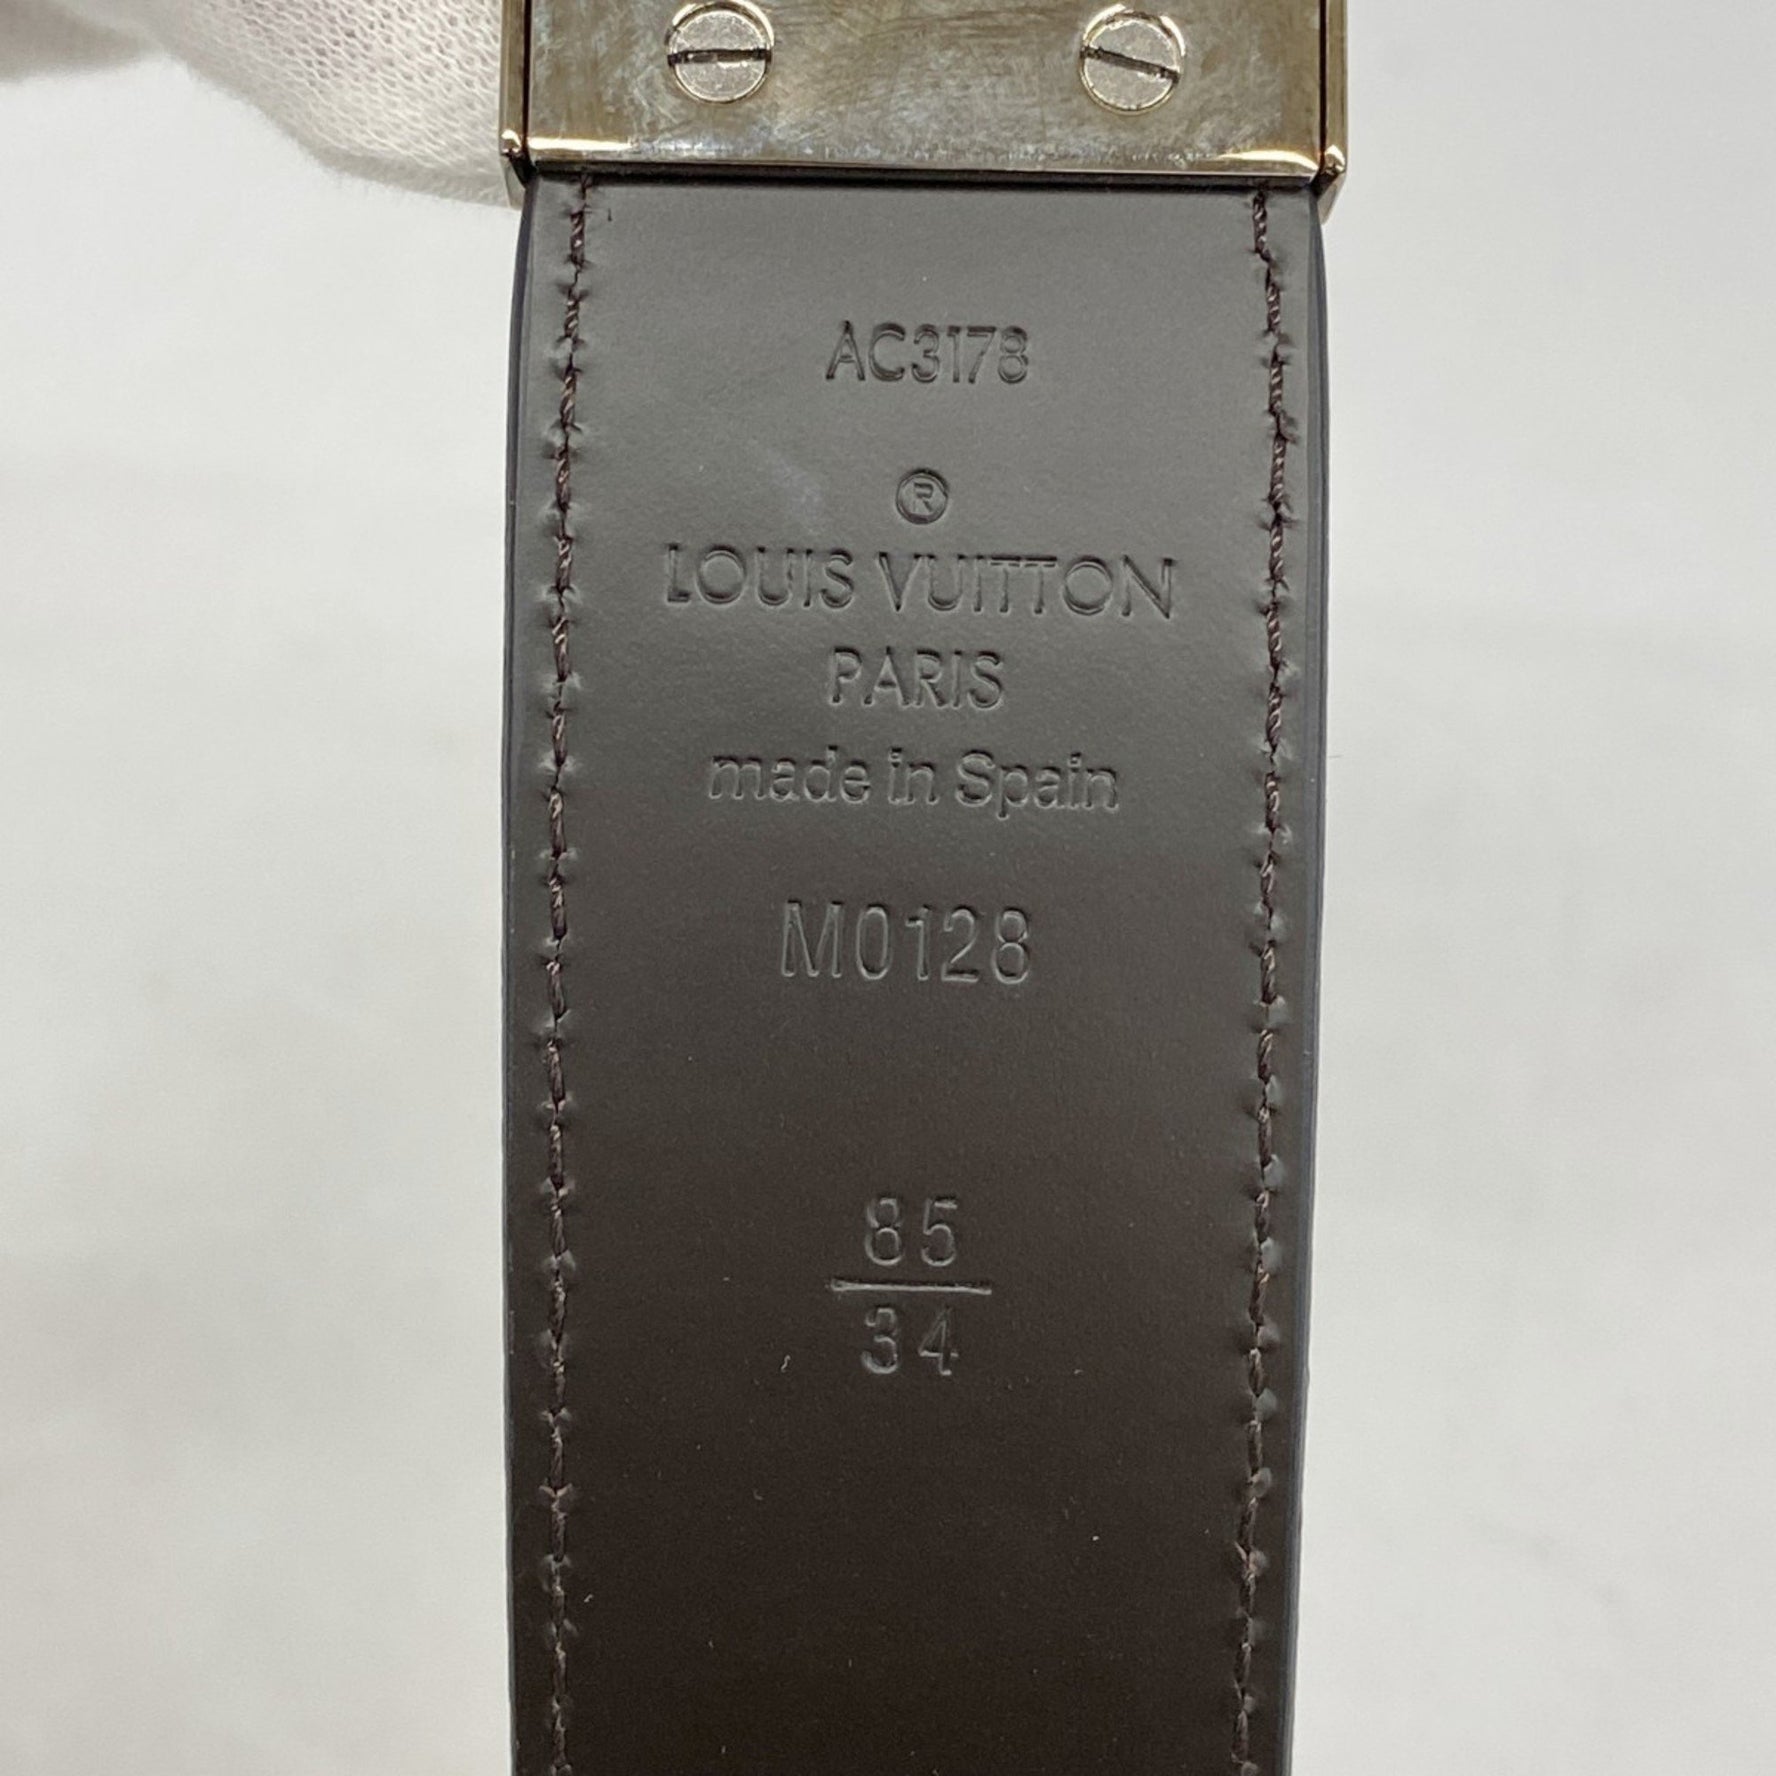 AC3178
®
LOUIS VUITTON
PARIS
made in Spain
M0128
85
34